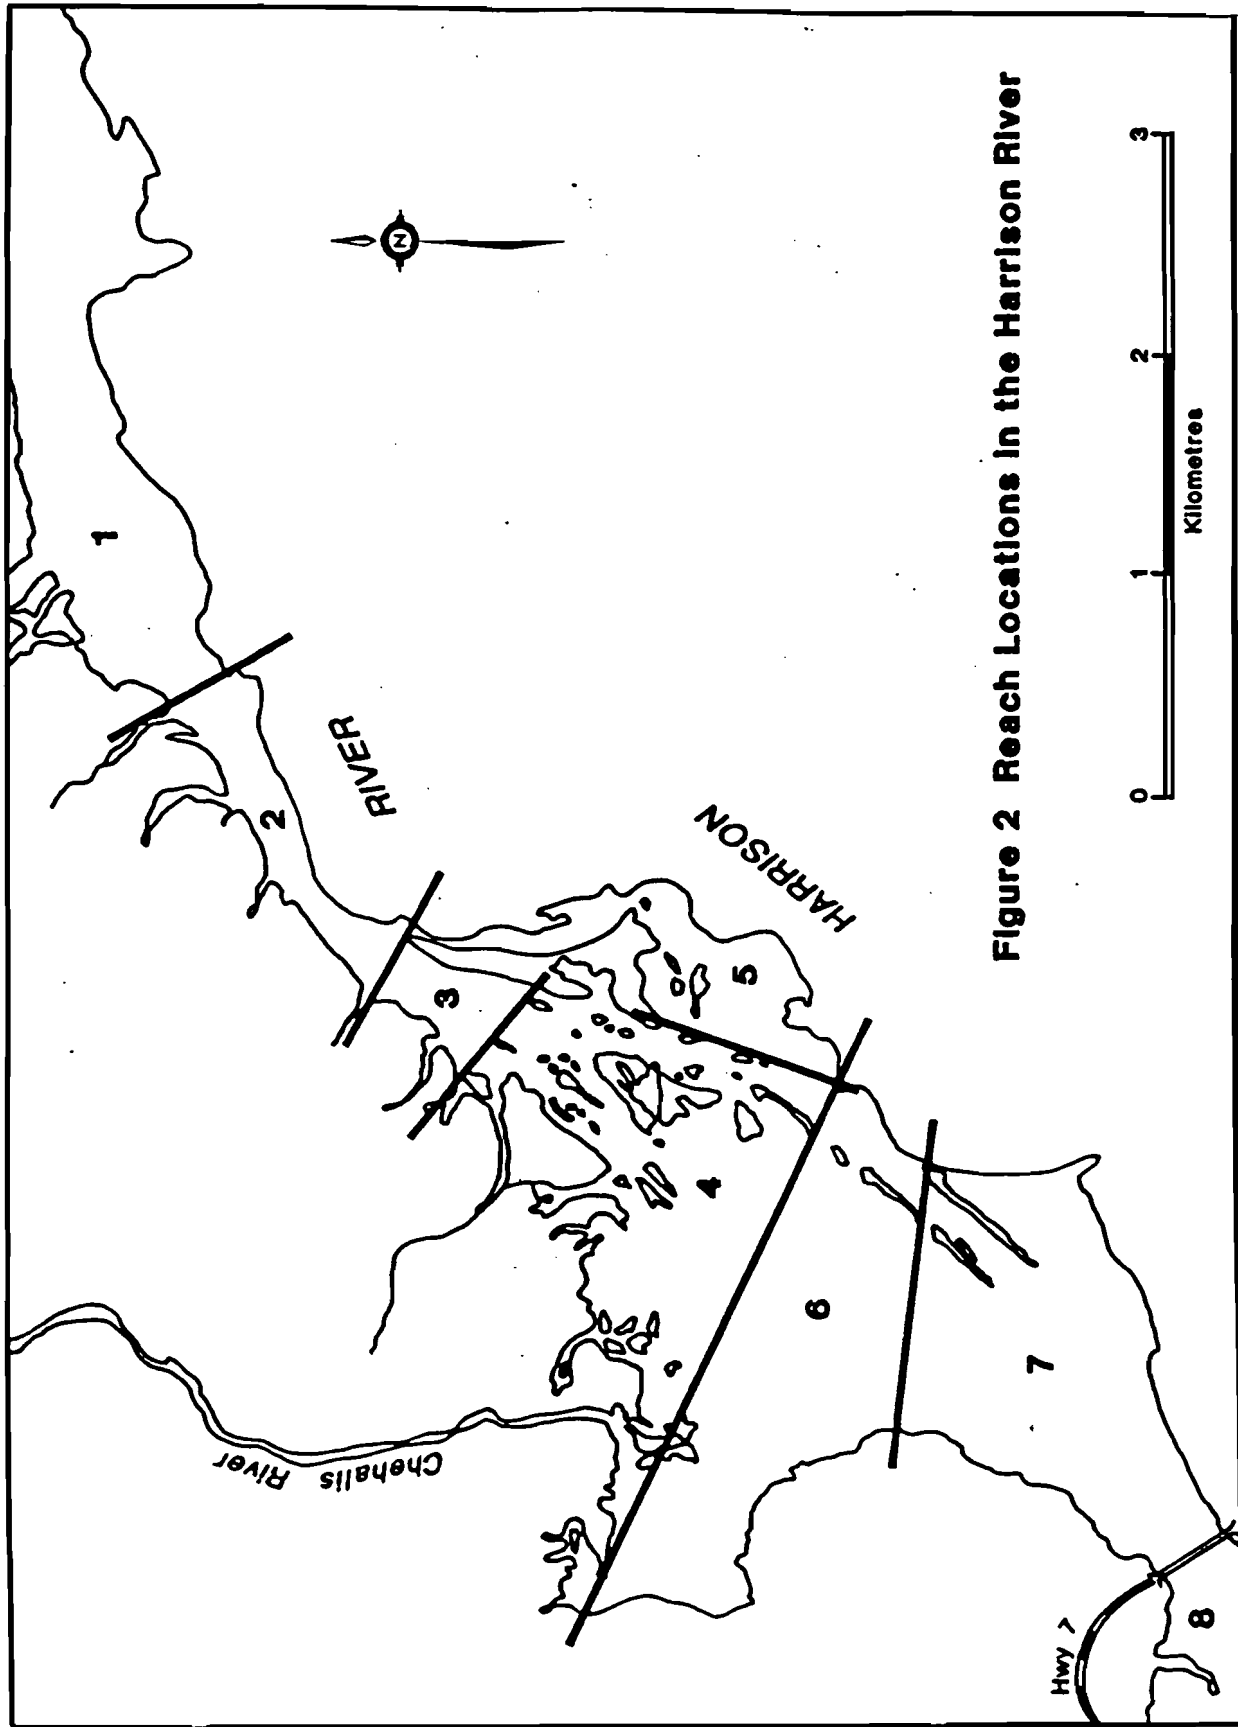 1
2
RIVER
3
HARRISON
5
4
6
7
8
Chehalis
River
Hwy 7
N
Figure 2 Reach Locations in the Harrison River
0 1 2 3
Kilometres